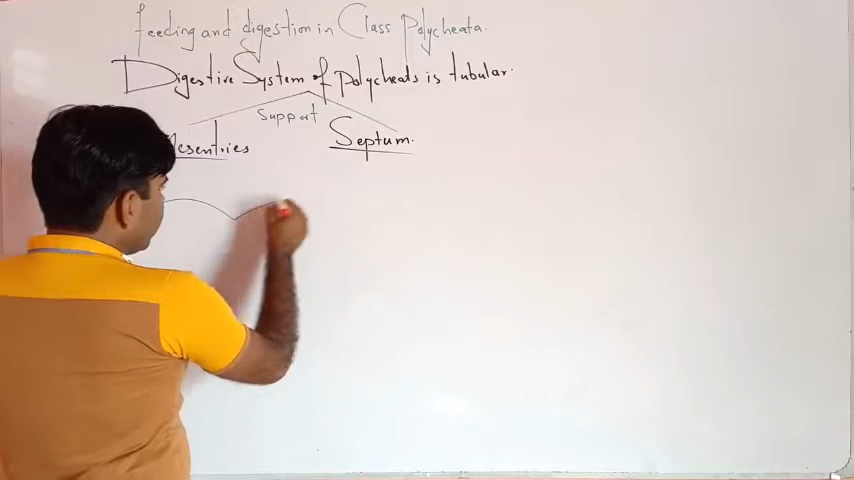 feeding and digestion in Class Polycheata.
Digestive System of Polycheats is tubular.
Support
Mesentries Septum.